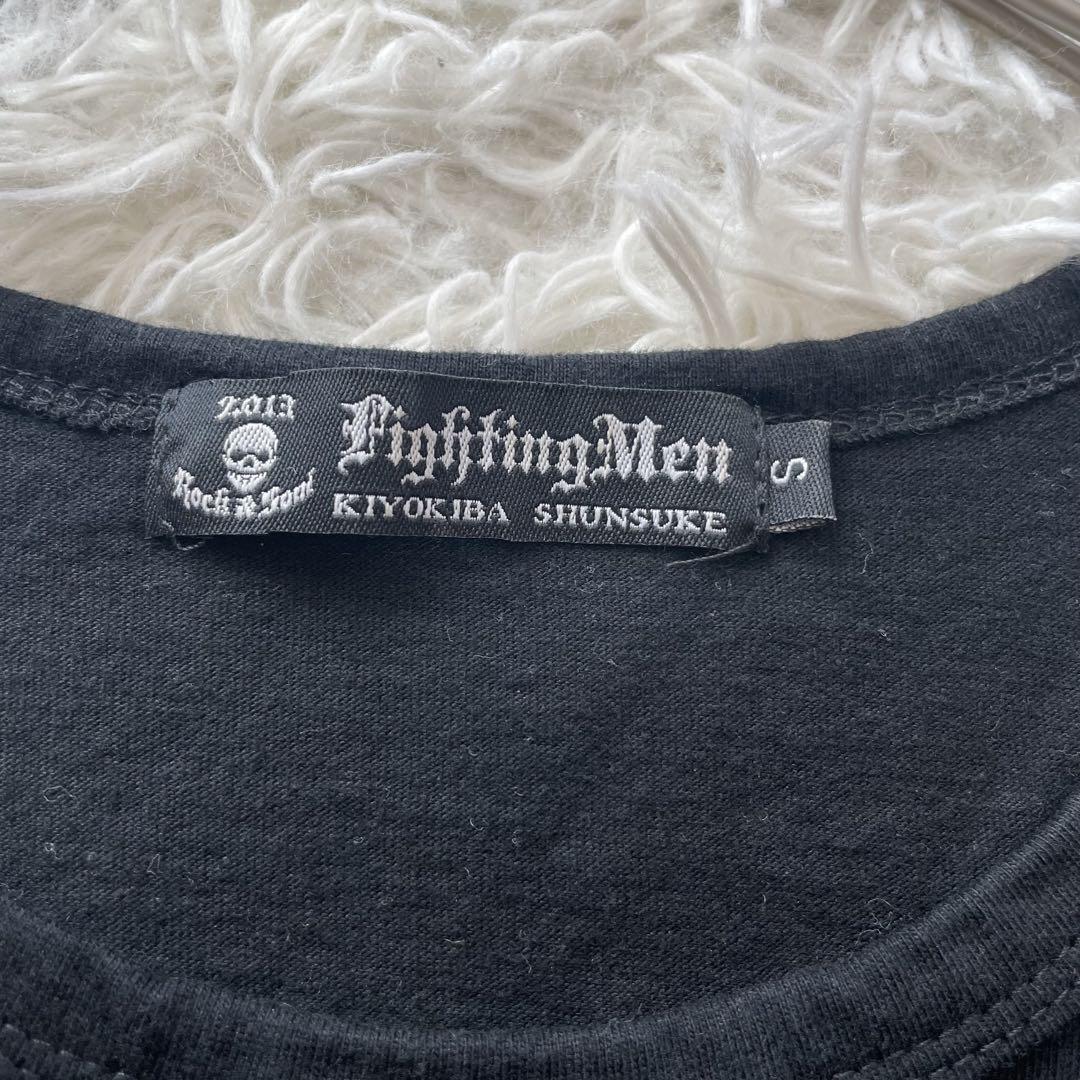 2013
Rock & Soul
FightingMen
KIYOKIBA SHUNSUKE
S